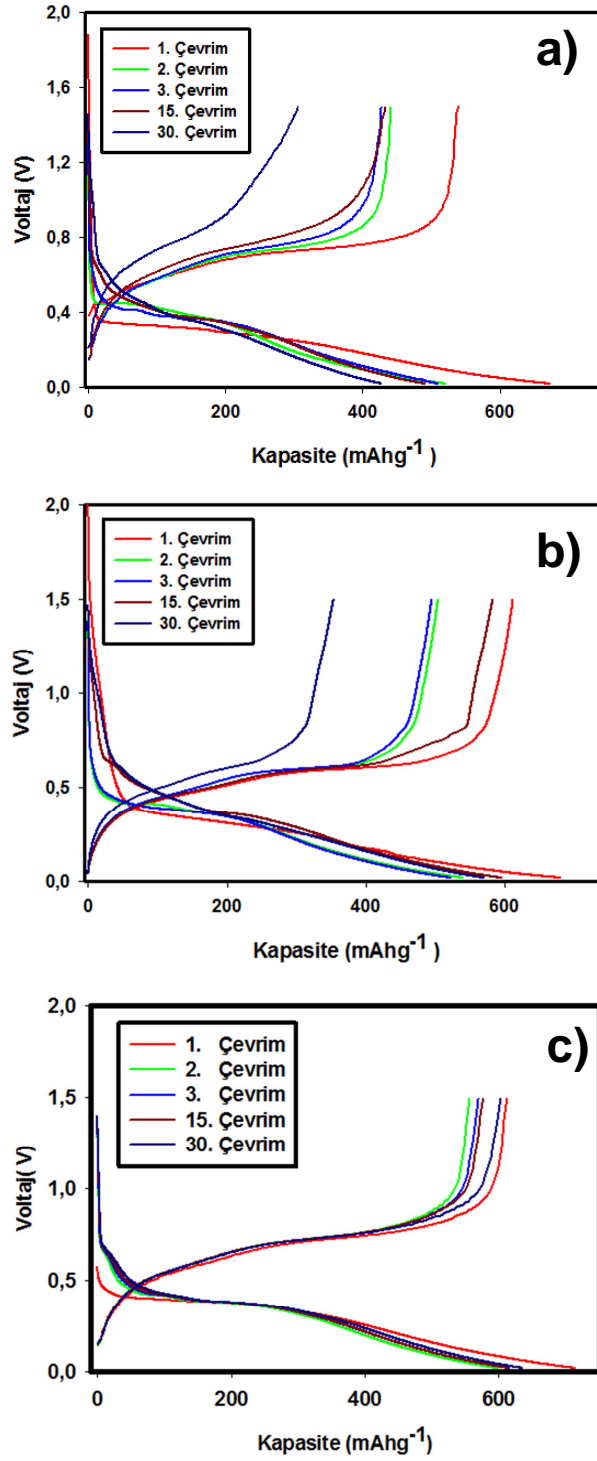 a)
2,0
1,6
1,2
0,8
0,4
0,0
Voltaj (V)
1. Çevrim
2. Çevrim
3. Çevrim
15. Çevrim
30. Çevrim
0
200
400
600
Kapasite (mAhg-1 )
b)
2,0
1,5
1,0
0,5
0,0
Voltaj (V)
1. Çevrim
2. Çevrim
3. Çevrim
15. Çevrim
30. Çevrim
0
200
400
600
Kapasite (mAhg-1 )
c)
2,0
1,5
1,0
0,5
0,0
Voltaj( V)
1. Çevrim
2. Çevrim
3. Çevrim
15. Çevrim
30. Çevrim
0
200
400
600
Kapasite (mAhg-1 )